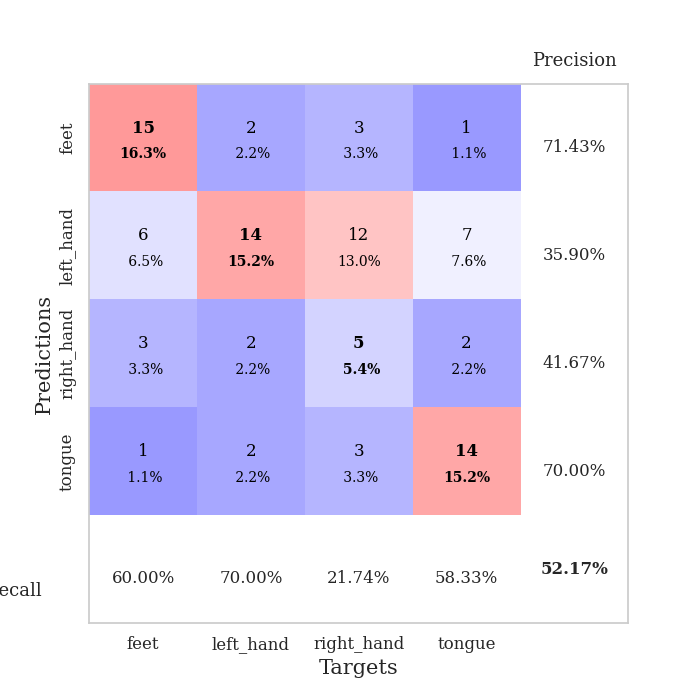 Precision
feet
15 2 3 1 71.43%
16.3% 2.2% 3.3% 1.1%
left_hand
6 14 12 7 35.90%
6.5% 15.2% 13.0% 7.6%
Predictions
right_hand
3 2 5 2 41.67%
3.3% 2.2% 5.4% 2.2%
tongue
1 2 3 14 70.00%
1.1% 2.2% 3.3% 15.2%
ecall
60.00% 70.00% 21.74% 58.33% 52.17%
feet left_hand right_hand tongue
Targets